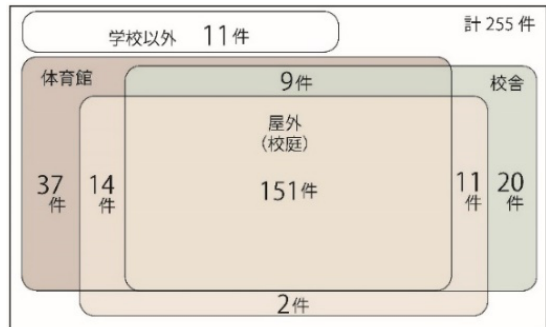 計 255 件
学校以外 11件
体育館
9件
校舎
屋外
（校庭）
37
件
14
件
151件
11
件
20
件
2件